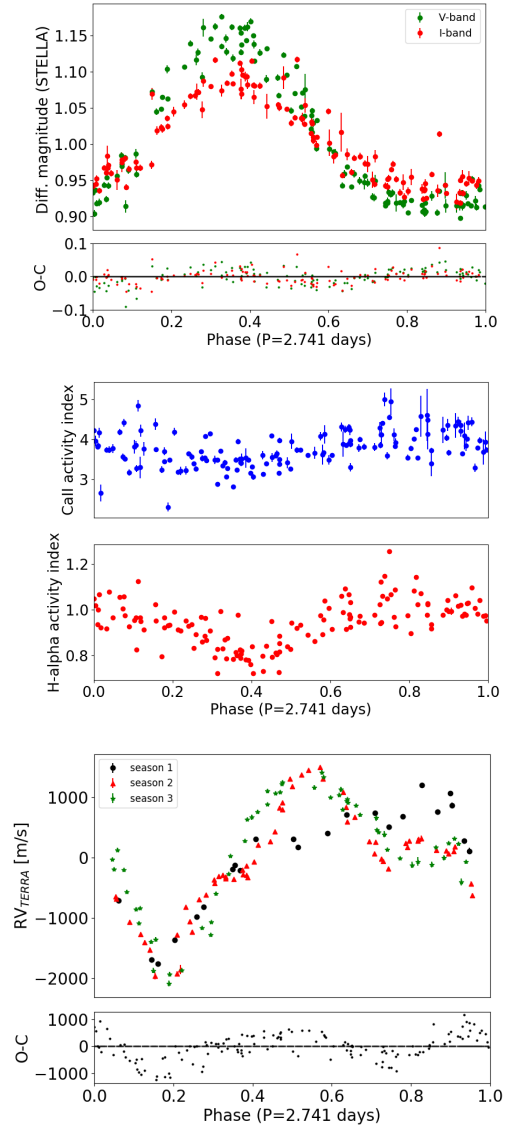 Diff. magnitude (STELLA)
1.15
1.10
1.05
1.00
0.95
0.90
V-band
I-band
O-C
0.1
0.0
−0.1
0.0 0.2 0.4 0.6 0.8 1.0
Phase (P=2.741 days)
CaII activity index
5
4
3
H-alpha activity index
1.2
1.0
0.8
0.0 0.2 0.4 0.6 0.8 1.0
Phase (P=2.741 days)
RV_TERRA [m/s]
season 1
season 2
season 3
1000
0
−1000
−2000
O-C
1000
0
−1000
0.0 0.2 0.4 0.6 0.8 1.0
Phase (P=2.741 days)